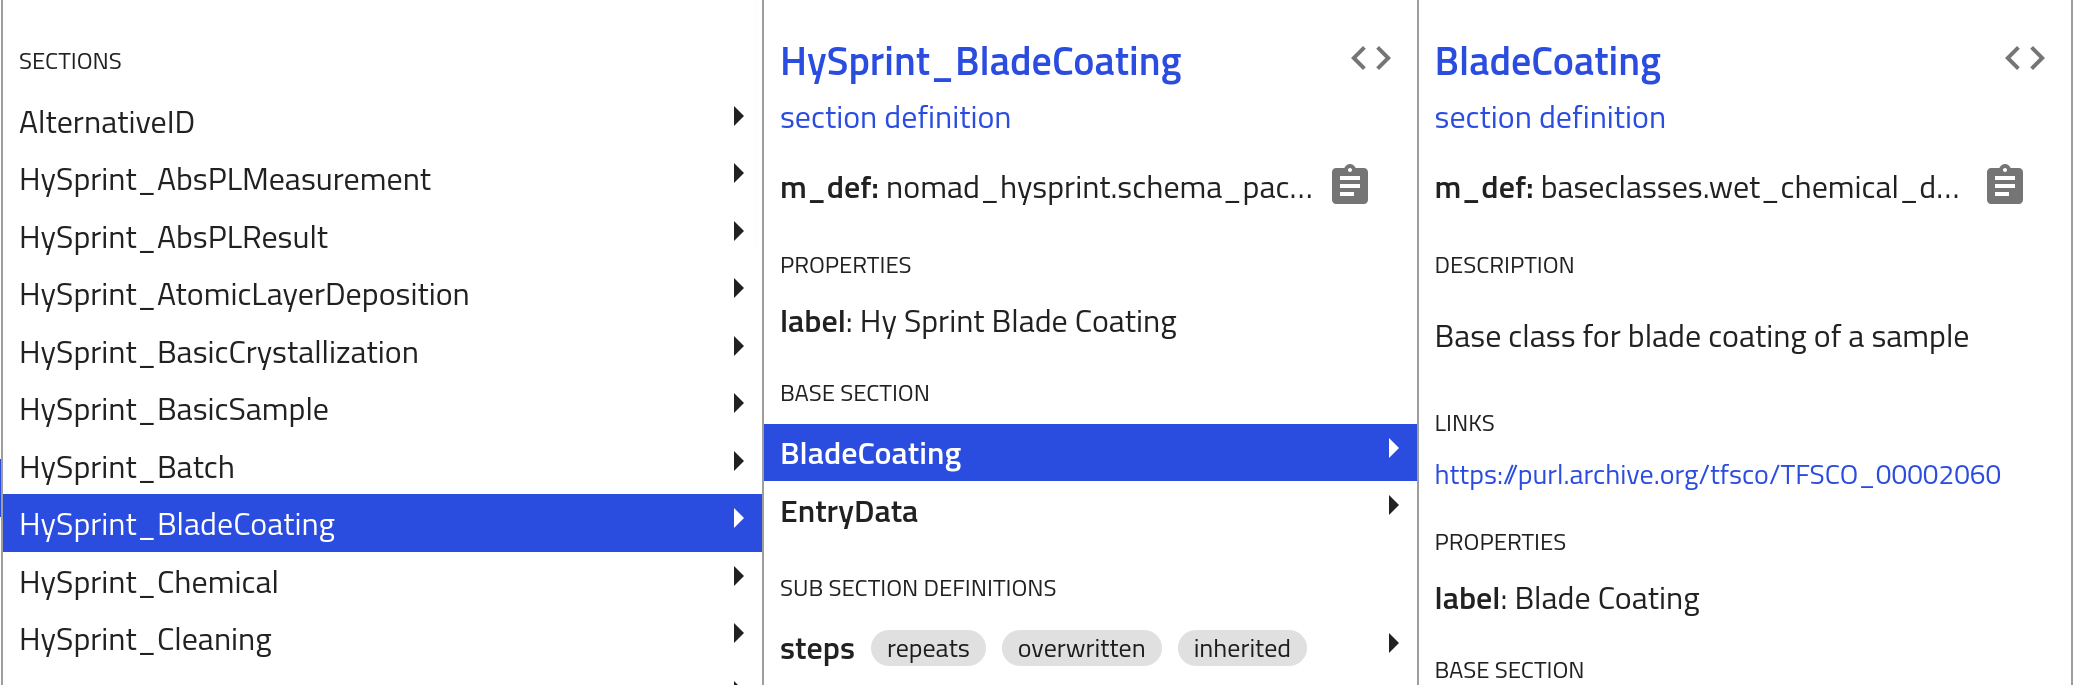 SECTIONS
AlternativeID
HySprint_AbsPLMeasurement
HySprint_AbsPLResult
HySprint_AtomicLayerDeposition
HySprint_BasicCrystallization
HySprint_BasicSample
HySprint_Batch
HySprint_BladeCoating
HySprint_Chemical
HySprint_Cleaning
HySprint_BladeCoating
section definition
m_def: nomad_hysprint.schema_pac...
PROPERTIES
label: Hy Sprint Blade Coating
BASE SECTION
BladeCoating
EntryData
SUB SECTION DEFINITIONS
steps repeats overwritten inherited
BladeCoating
section definition
m_def: baseclasses.wet_chemical_d...
DESCRIPTION
Base class for blade coating of a sample
LINKS
https://purl.archive.org/tfsco/TFSCO_00002060
PROPERTIES
label: Blade Coating
BASE SECTION